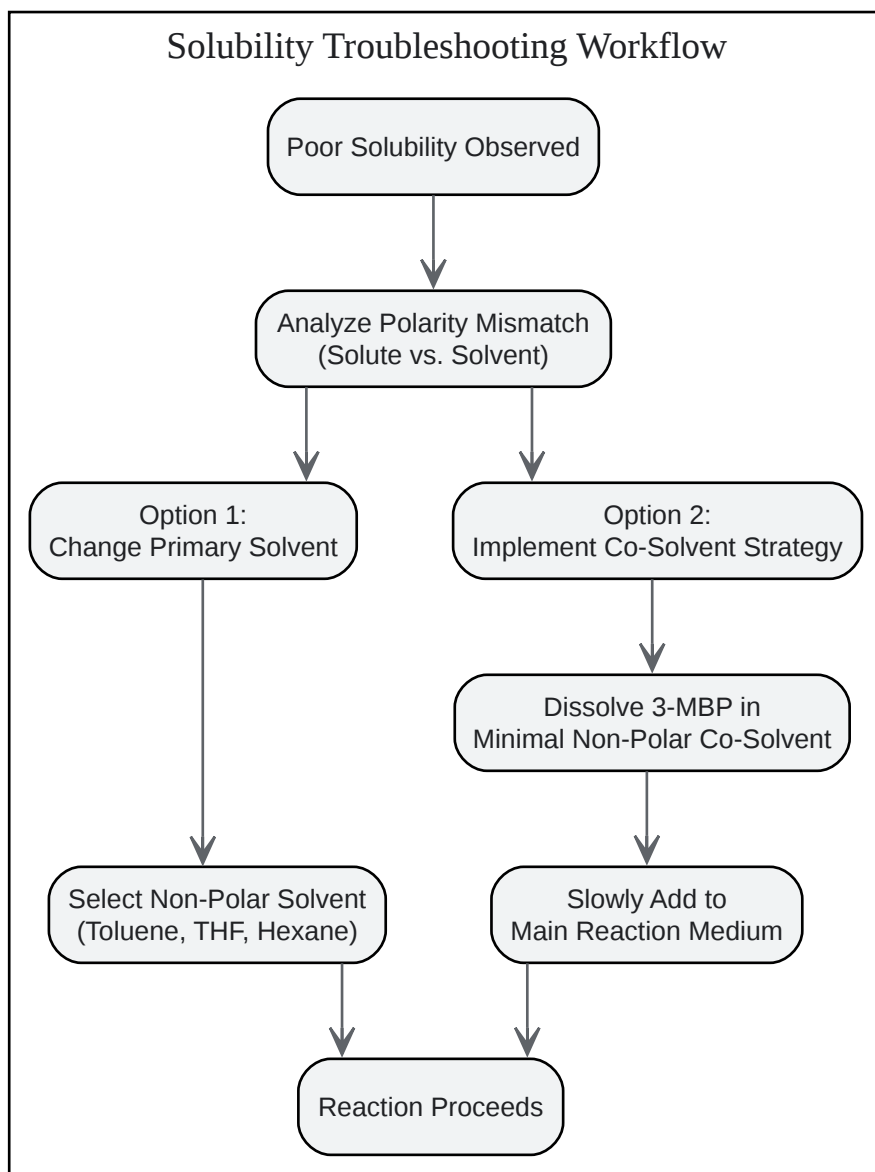 Solubility Troubleshooting Workflow
Poor Solubility Observed
Analyze Polarity Mismatch
(Solute vs. Solvent)
Option 1:
Change Primary Solvent
Option 2:
Implement Co-Solvent Strategy
Dissolve 3-MBP in
Minimal Non-Polar Co-Solvent
Select Non-Polar Solvent
(Toluene, THF, Hexane)
Slowly Add to
Main Reaction Medium
Reaction Proceeds